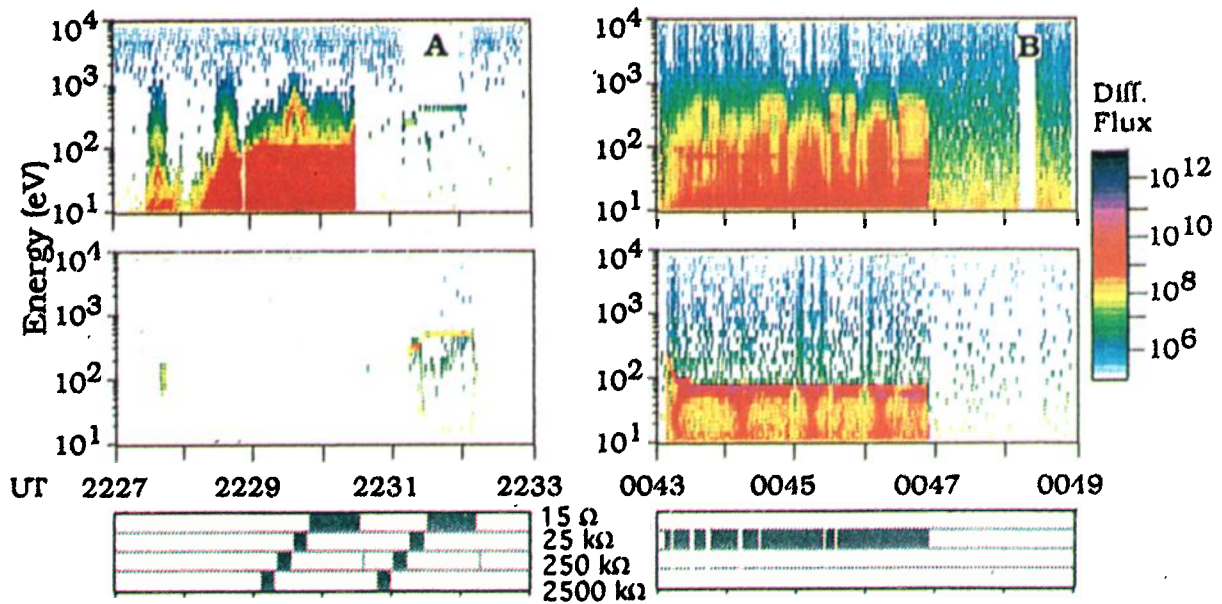 A
B
10⁴
10³
10²
10¹
10⁴
10³
10²
10¹
Energy (eV)
10⁴
10³
10²
10¹
10⁴
10³
10²
10¹
Diff.
Flux
10¹²
10¹⁰
10⁸
10⁶
UT 2227 2229 2231 2233 0043 0045 0047 0019
15 Ω
25 kΩ
250 kΩ
2500 kΩ